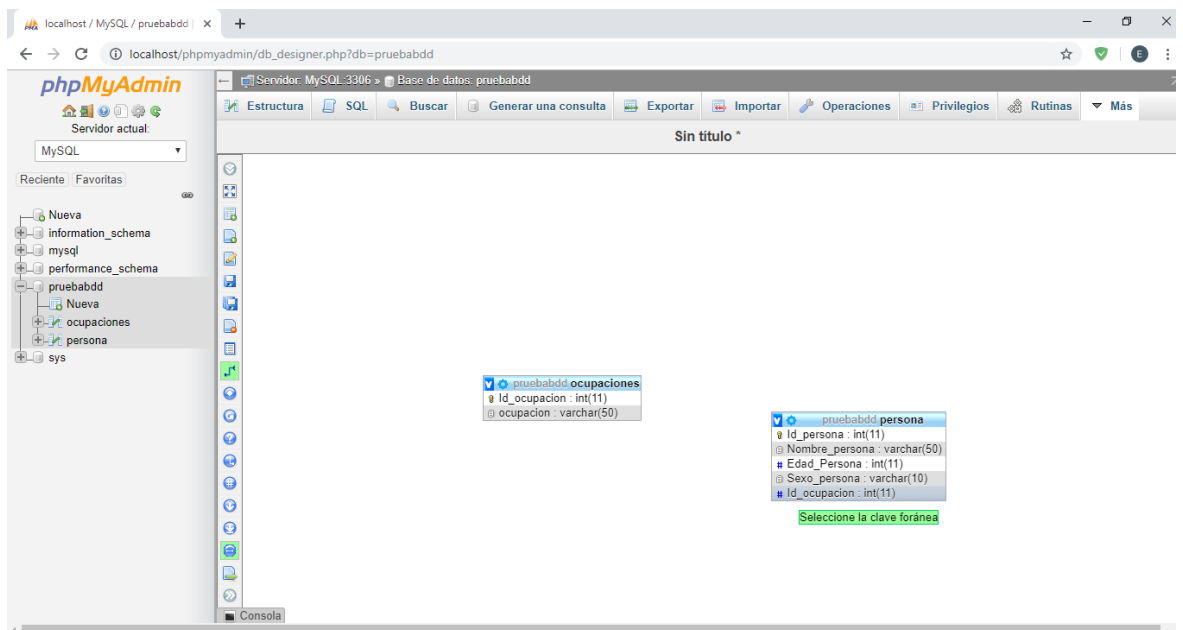 localhost / MySQL / pruebabdd |
localhost/phpmyadmin/db_designer.php?db=pruebabdd
E
phpMyAdmin
Servidor actual:
MySQL
Reciente Favoritas
Nueva
information_schema
mysql
performance_schema
pruebabdd
Nueva
ocupaciones
persona
sys
Servidor: MySQL:3306 » Base de datos: pruebabdd
Estructura SQL Buscar Generar una consulta Exportar Importar Operaciones Privilegios Rutinas Más
Sin título *
pruebabdd ocupaciones
Id_ocupacion : int(11)
ocupacion : varchar(50)
pruebabdd persona
Id_persona : int(11)
Nombre_persona : varchar(50)
# Edad_Persona : int(11)
Sexo_persona : varchar(10)
# Id_ocupacion : int(11)
Seleccione la clave foránea
Consola